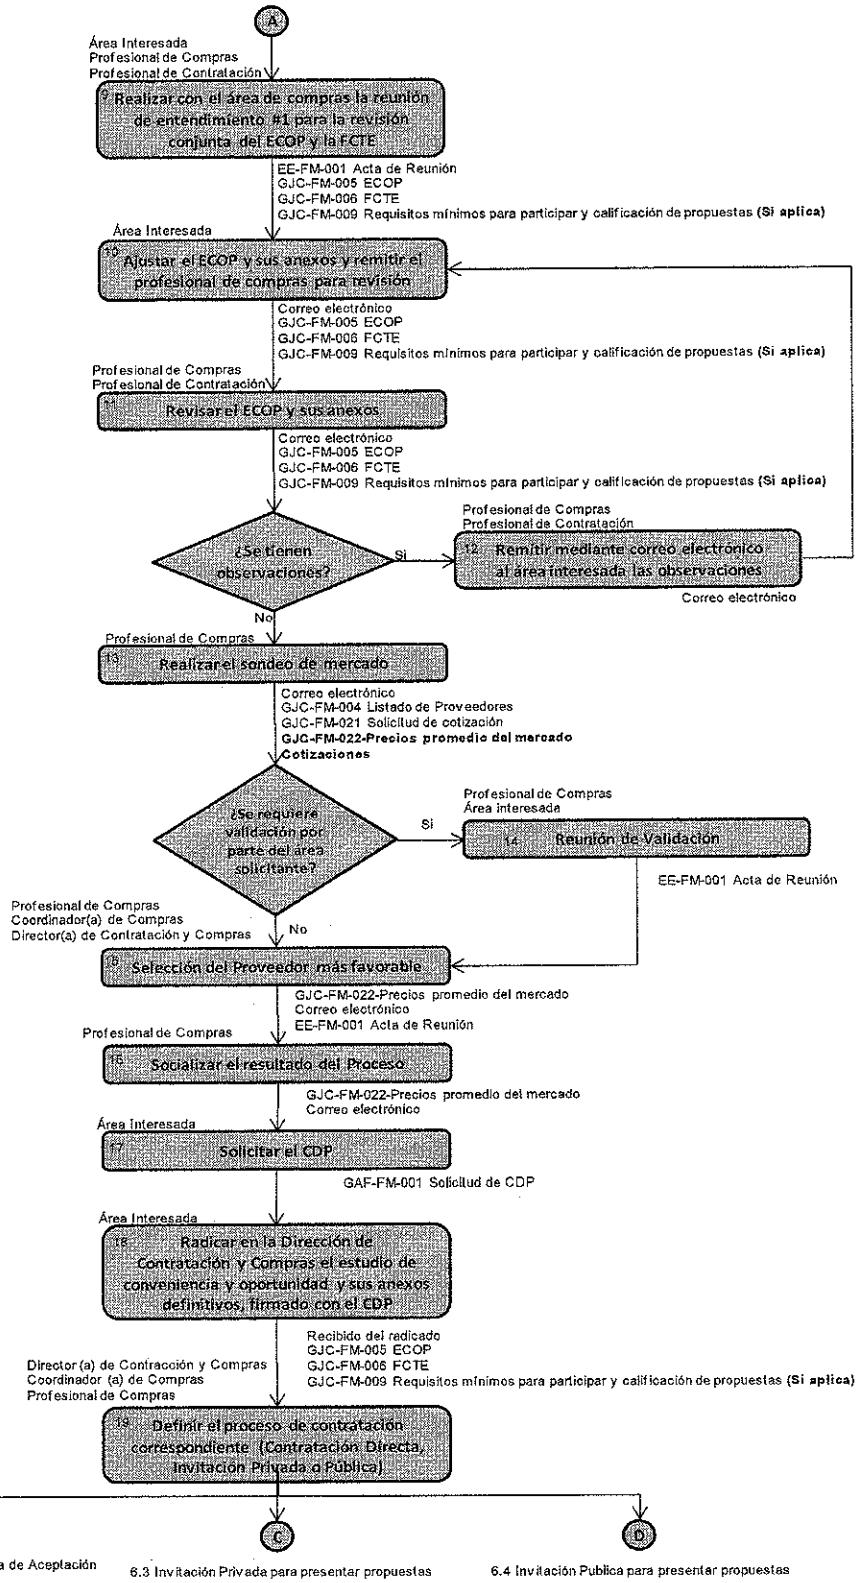 A
Área Interesada
Profesional de Compras
Profesional de Contratación
9 Realizar con el área de compras la reunión
de entendimiento #1 para la revisión
conjunta del ECOP y la FCTE
EE-FM-001 Acta de Reunión
GJC-FM-005 ECOP
GJC-FM-006 FCTE
GJC-FM-009 Requisitos mínimos para participar y calificación de propuestas (Si aplica)
Área Interesada
10 Ajustar el ECOP y sus anexos y remitir el
profesional de compras para revisión
Correo electrónico
GJC-FM-005 ECOP
GJC-FM-006 FCTE
GJC-FM-009 Requisitos mínimos para participar y calificación de propuestas (Si aplica)
Profesional de Compras
Profesional de Contratación
11 Revisar el ECOP y sus anexos
Correo electrónico
GJC-FM-005 ECOP
GJC-FM-006 FCTE
GJC-FM-009 Requisitos mínimos para participar y calificación de propuestas (Si aplica)
¿Se tienen
observaciones?
Si
Profesional de Compras
Profesional de Contratación
12 Remitir mediante correo electrónico
al área interesada las observaciones
Correo electrónico
No
Profesional de Compras
13 Realizar el sondeo de mercado
Correo electrónico
GJC-FM-004 Listado de Proveedores
GJC-FM-021 Solicitud de cotización
GJC-FM-022-Precios promedio del mercado
Cotizaciones
¿Se requiere
validación por
parte del área
solicitante?
Si
Profesional de Compras
Área interesada
14 Reunión de Validación
EE-FM-001 Acta de Reunión
Profesional de Compras
Coordinador(a) de Compras
Director(a) de Contratación y Compras
No
15 Selección del Proveedor más favorable
GJC-FM-022-Precios promedio del mercado
Correo electrónico
EE-FM-001 Acta de Reunión
Profesional de Compras
16 Socializar el resultado del Proceso
GJC-FM-022-Precios promedio del mercado
Correo electrónico
Área Interesada
17 Solicitar el CDP
GAF-FM-001 Solicitud de CDP
Área Interesada
18 Radicar en la Dirección de
Contratación y Compras el estudio de
conveniencia y oportunidad y sus anexos
definitivos, firmado con el CDP
Recibido del radicado
GJC-FM-005 ECOP
GJC-FM-006 FCTE
GJC-FM-009 Requisitos mínimos para participar y calificación de propuestas (Si aplica)
Director (a) de Contracción y Compras
Coordinador (a) de Compras
Profesional de Compras
19 Definir el proceso de contratación
correspondiente (Contratación Directa,
Invitación Privada o Pública)
C
D
a de Aceptación
6.3 Invitación Privada para presentar propuestas
6.4 Invitación Publica para presentar propuestas